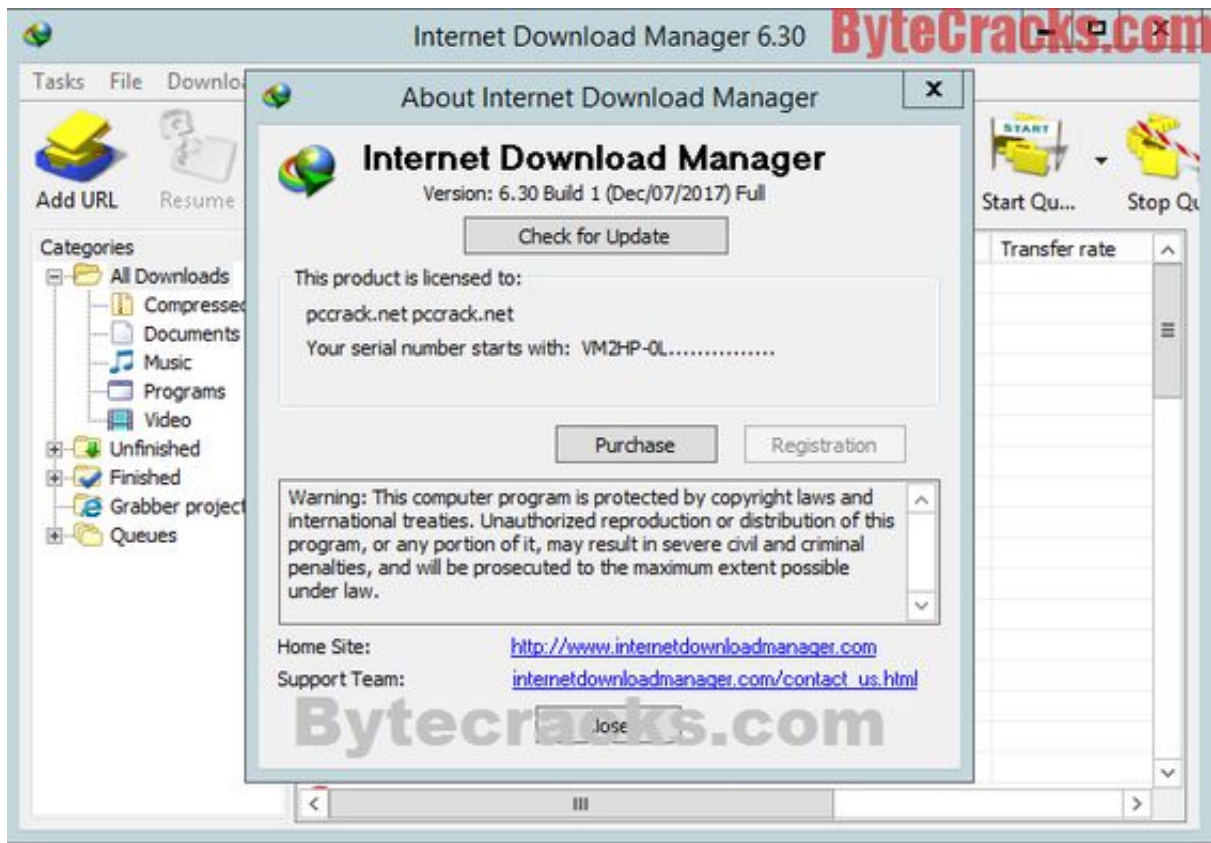 Internet Download Manager 6.30
ByteCracks.com
Tasks File Downloa
About Internet Download Manager
Internet Download Manager
Version: 6.30 Build 1 (Dec/07/2017) Full
Check for Update
This product is licensed to:
pccrack.net pccrack.net
Your serial number starts with: VM2HP-0L...............
Purchase
Registration
Warning: This computer program is protected by copyright laws and
international treaties. Unauthorized reproduction or distribution of this
program, or any portion of it, may result in severe civil and criminal
penalties, and will be prosecuted to the maximum extent possible
under law.
Home Site: http://www.internetdownloadmanager.com
Support Team: internetdownloadmanager.com/contact_us.html
Bytecracks.com
lose
Add URL
Resume
START
Start Qu...
Stop Qu
Categories
All Downloads
Compressed
Documents
Music
Programs
Video
Unfinished
Finished
Grabber project
Queues
Transfer rate